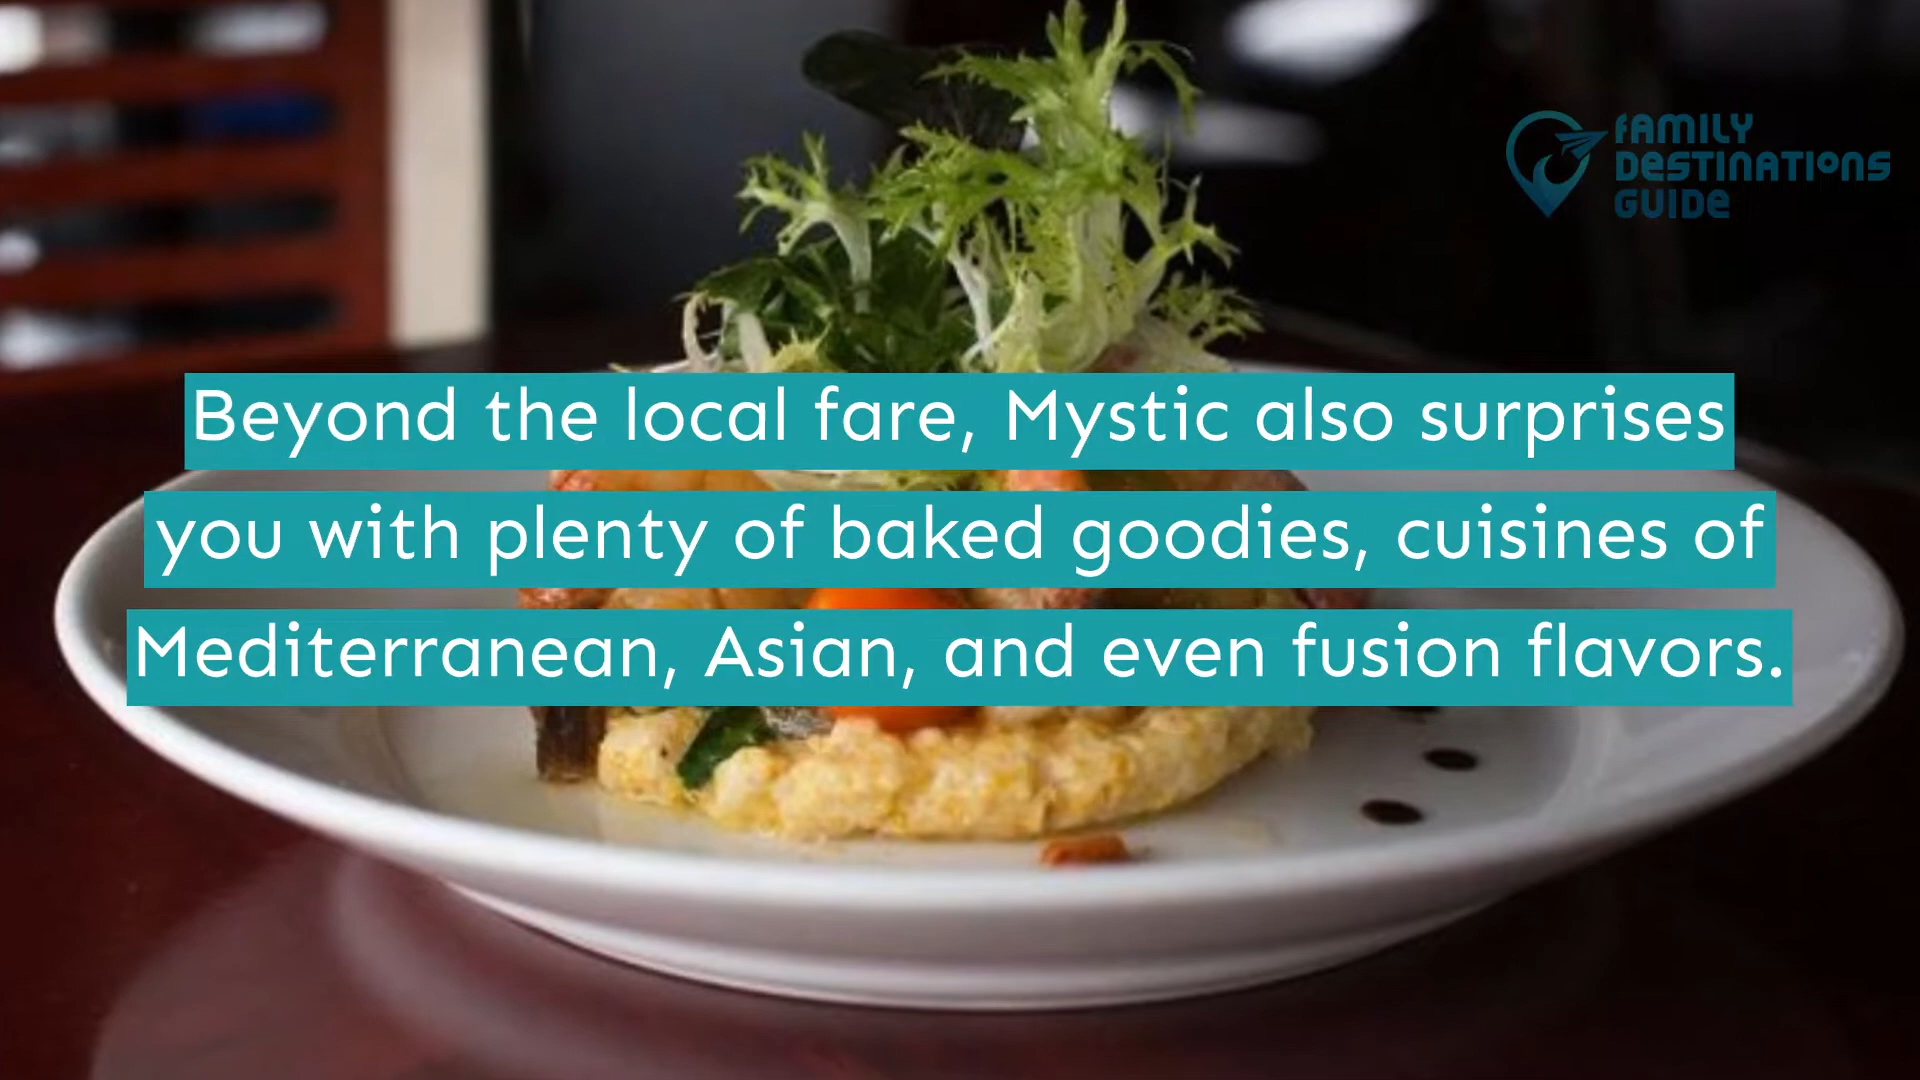 FAMILY
DESTINATIONS
GUIDE
Beyond the local fare, Mystic also surprises
you with plenty of baked goodies, cuisines of
Mediterranean, Asian, and even fusion flavors.